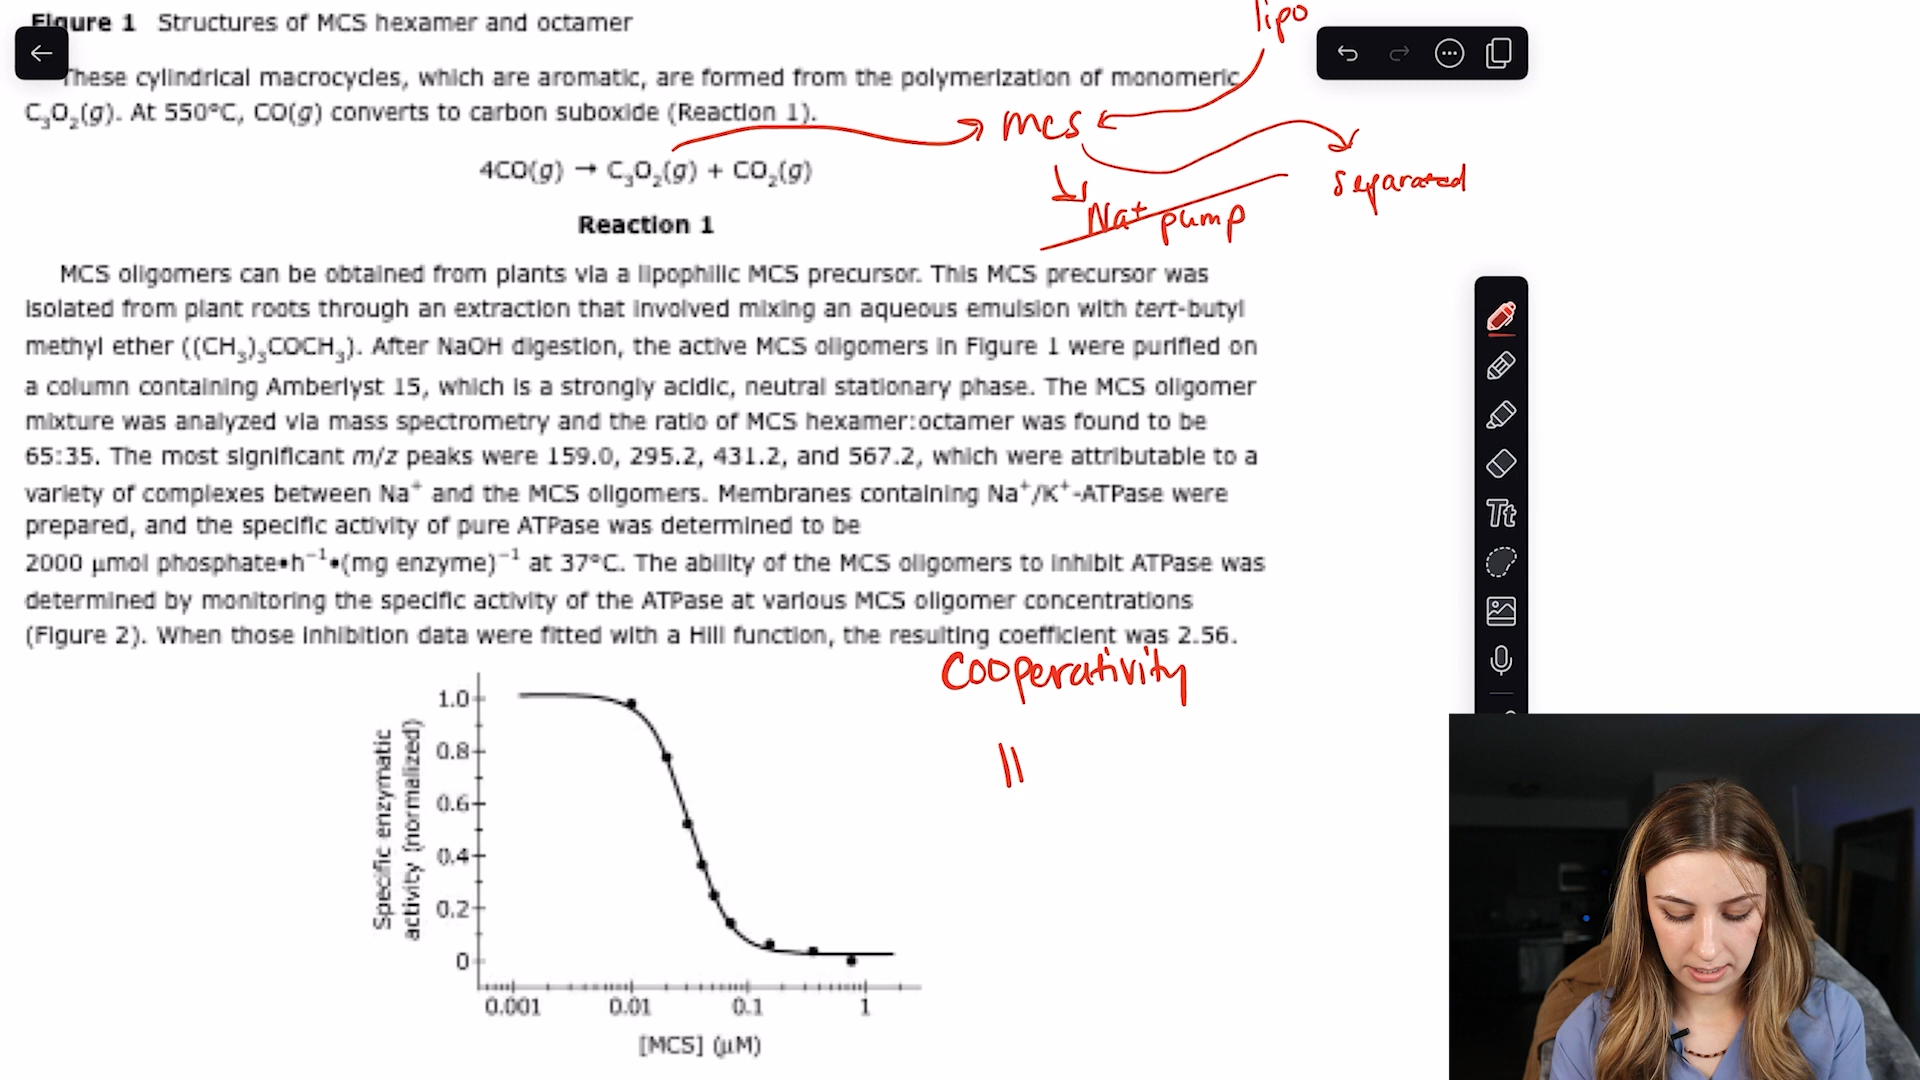 Figure 1 Structures of MCS hexamer and octamer
lipo
These cylindrical macrocycles, which are aromatic, are formed from the polymerization of monomeric
C₃O₂(g). At 550°C, CO(g) converts to carbon suboxide (Reaction 1).
mcs
4CO(g) → C₃O₂(g) + CO₂(g)
separated
Na⁺ pump
Reaction 1
MCS oligomers can be obtained from plants via a lipophilic MCS precursor. This MCS precursor was
isolated from plant roots through an extraction that involved mixing an aqueous emulsion with tert-butyl
methyl ether ((CH₃)₃COCH₃). After NaOH digestion, the active MCS oligomers in Figure 1 were purified on
a column containing Amberlyst 15, which is a strongly acidic, neutral stationary phase. The MCS oligomer
mixture was analyzed via mass spectrometry and the ratio of MCS hexamer:octamer was found to be
65:35. The most significant m/z peaks were 159.0, 295.2, 431.2, and 567.2, which were attributable to a
variety of complexes between Na⁺ and the MCS oligomers. Membranes containing Na⁺/K⁺-ATPase were
prepared, and the specific activity of pure ATPase was determined to be
2000 μmol phosphate•h⁻¹•(mg enzyme)⁻¹ at 37°C. The ability of the MCS oligomers to inhibit ATPase was
determined by monitoring the specific activity of the ATPase at various MCS oligomer concentrations
(Figure 2). When those inhibition data were fitted with a Hill function, the resulting coefficient was 2.56.
Cooperativity
Specific enzymatic
activity (normalized)
1.0
0.8
0.6
0.4
0.2
0
0.001 0.01 0.1 1
[MCS] (μM)
Tt